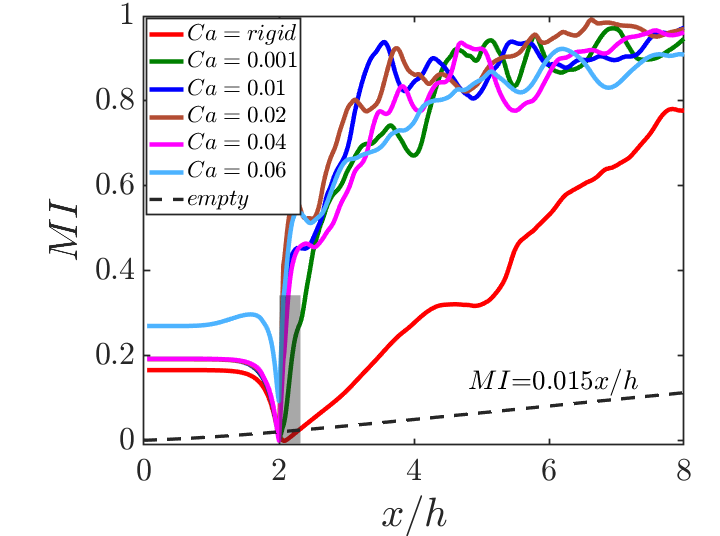 1
0.8
0.6
0.4
0.2
0
MI
Ca = rigid
Ca = 0.001
Ca = 0.01
Ca = 0.02
Ca = 0.04
Ca = 0.06
empty
MI=0.015x/h
0 2 4 6 8
x/h